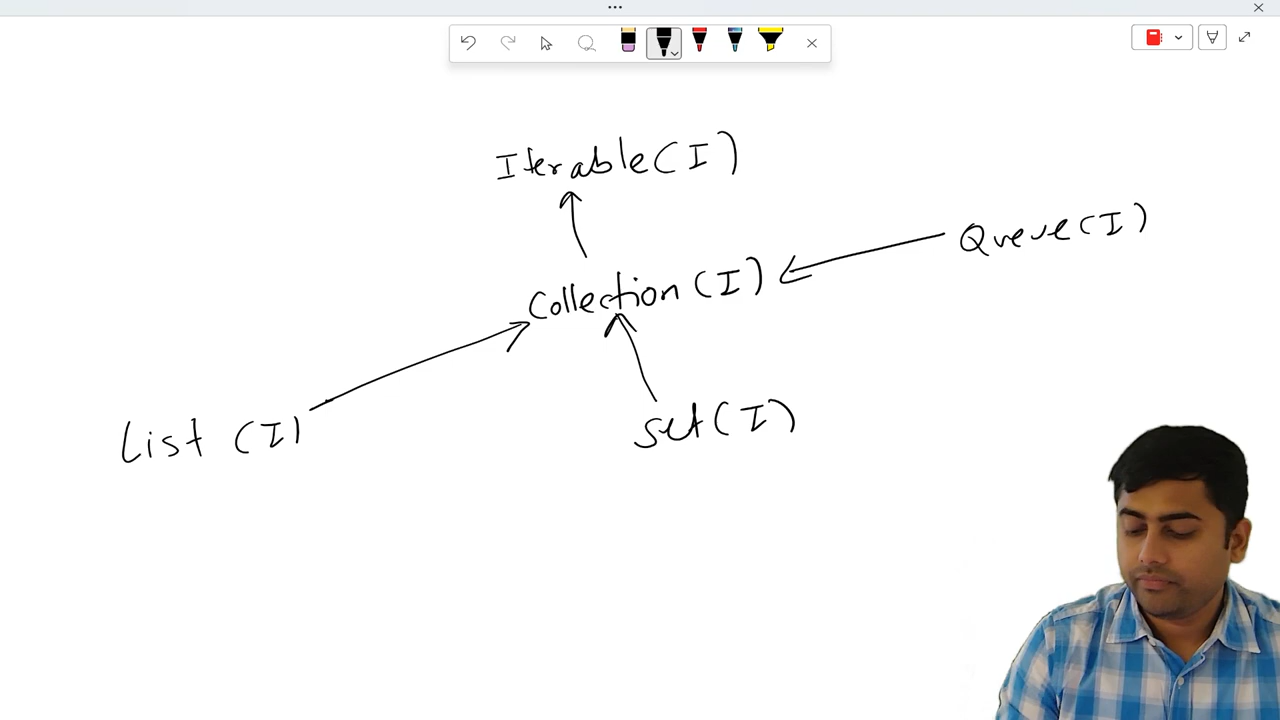 Iterable(I)
Queue(I)
Collection (I)
List (I)
set(I)